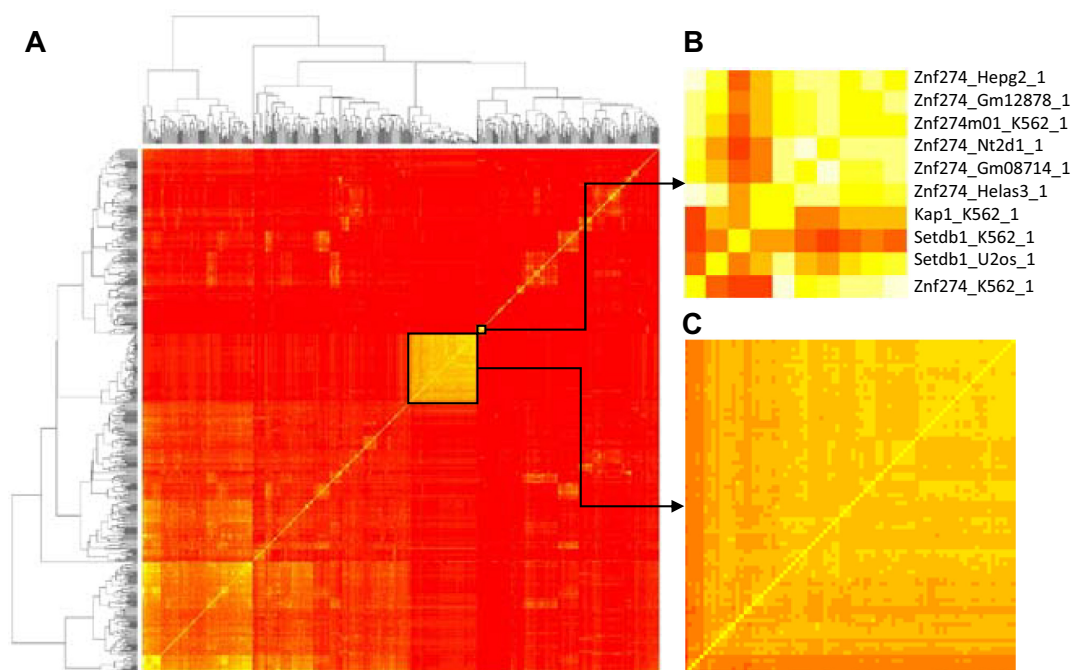 A
B
Znf274_Hepg2_1
Znf274_Gm12878_1
Znf274m01_K562_1
Znf274_Nt2d1_1
Znf274_Gm08714_1
Znf274_Helas3_1
Kap1_K562_1
Setdb1_K562_1
Setdb1_U2os_1
Znf274_K562_1
C